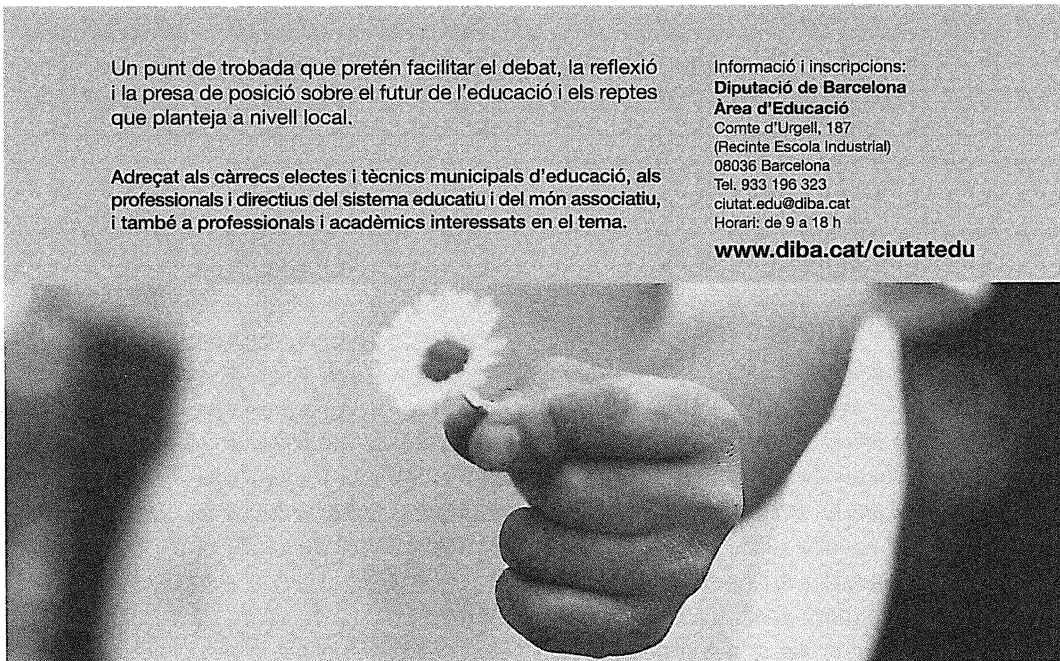 Un punt de trobada que pretén facilitar el debat, la reflexió
i la presa de posició sobre el futur de l'educació i els reptes
que planteja a nivell local.
Adreçat als càrrecs electes i tècnics municipals d'educació, als
professionals i directius del sistema educatiu i del món associatiu,
i també a professionals i acadèmics interessats en el tema.
Informació i inscripcions:
Diputació de Barcelona
Àrea d'Educació
Comte d'Urgell, 187
(Recinte Escola Industrial)
08036 Barcelona
Tel. 933 196 323
ciutat.edu@diba.cat
Horari: de 9 a 18 h
www.diba.cat/ciutatedu